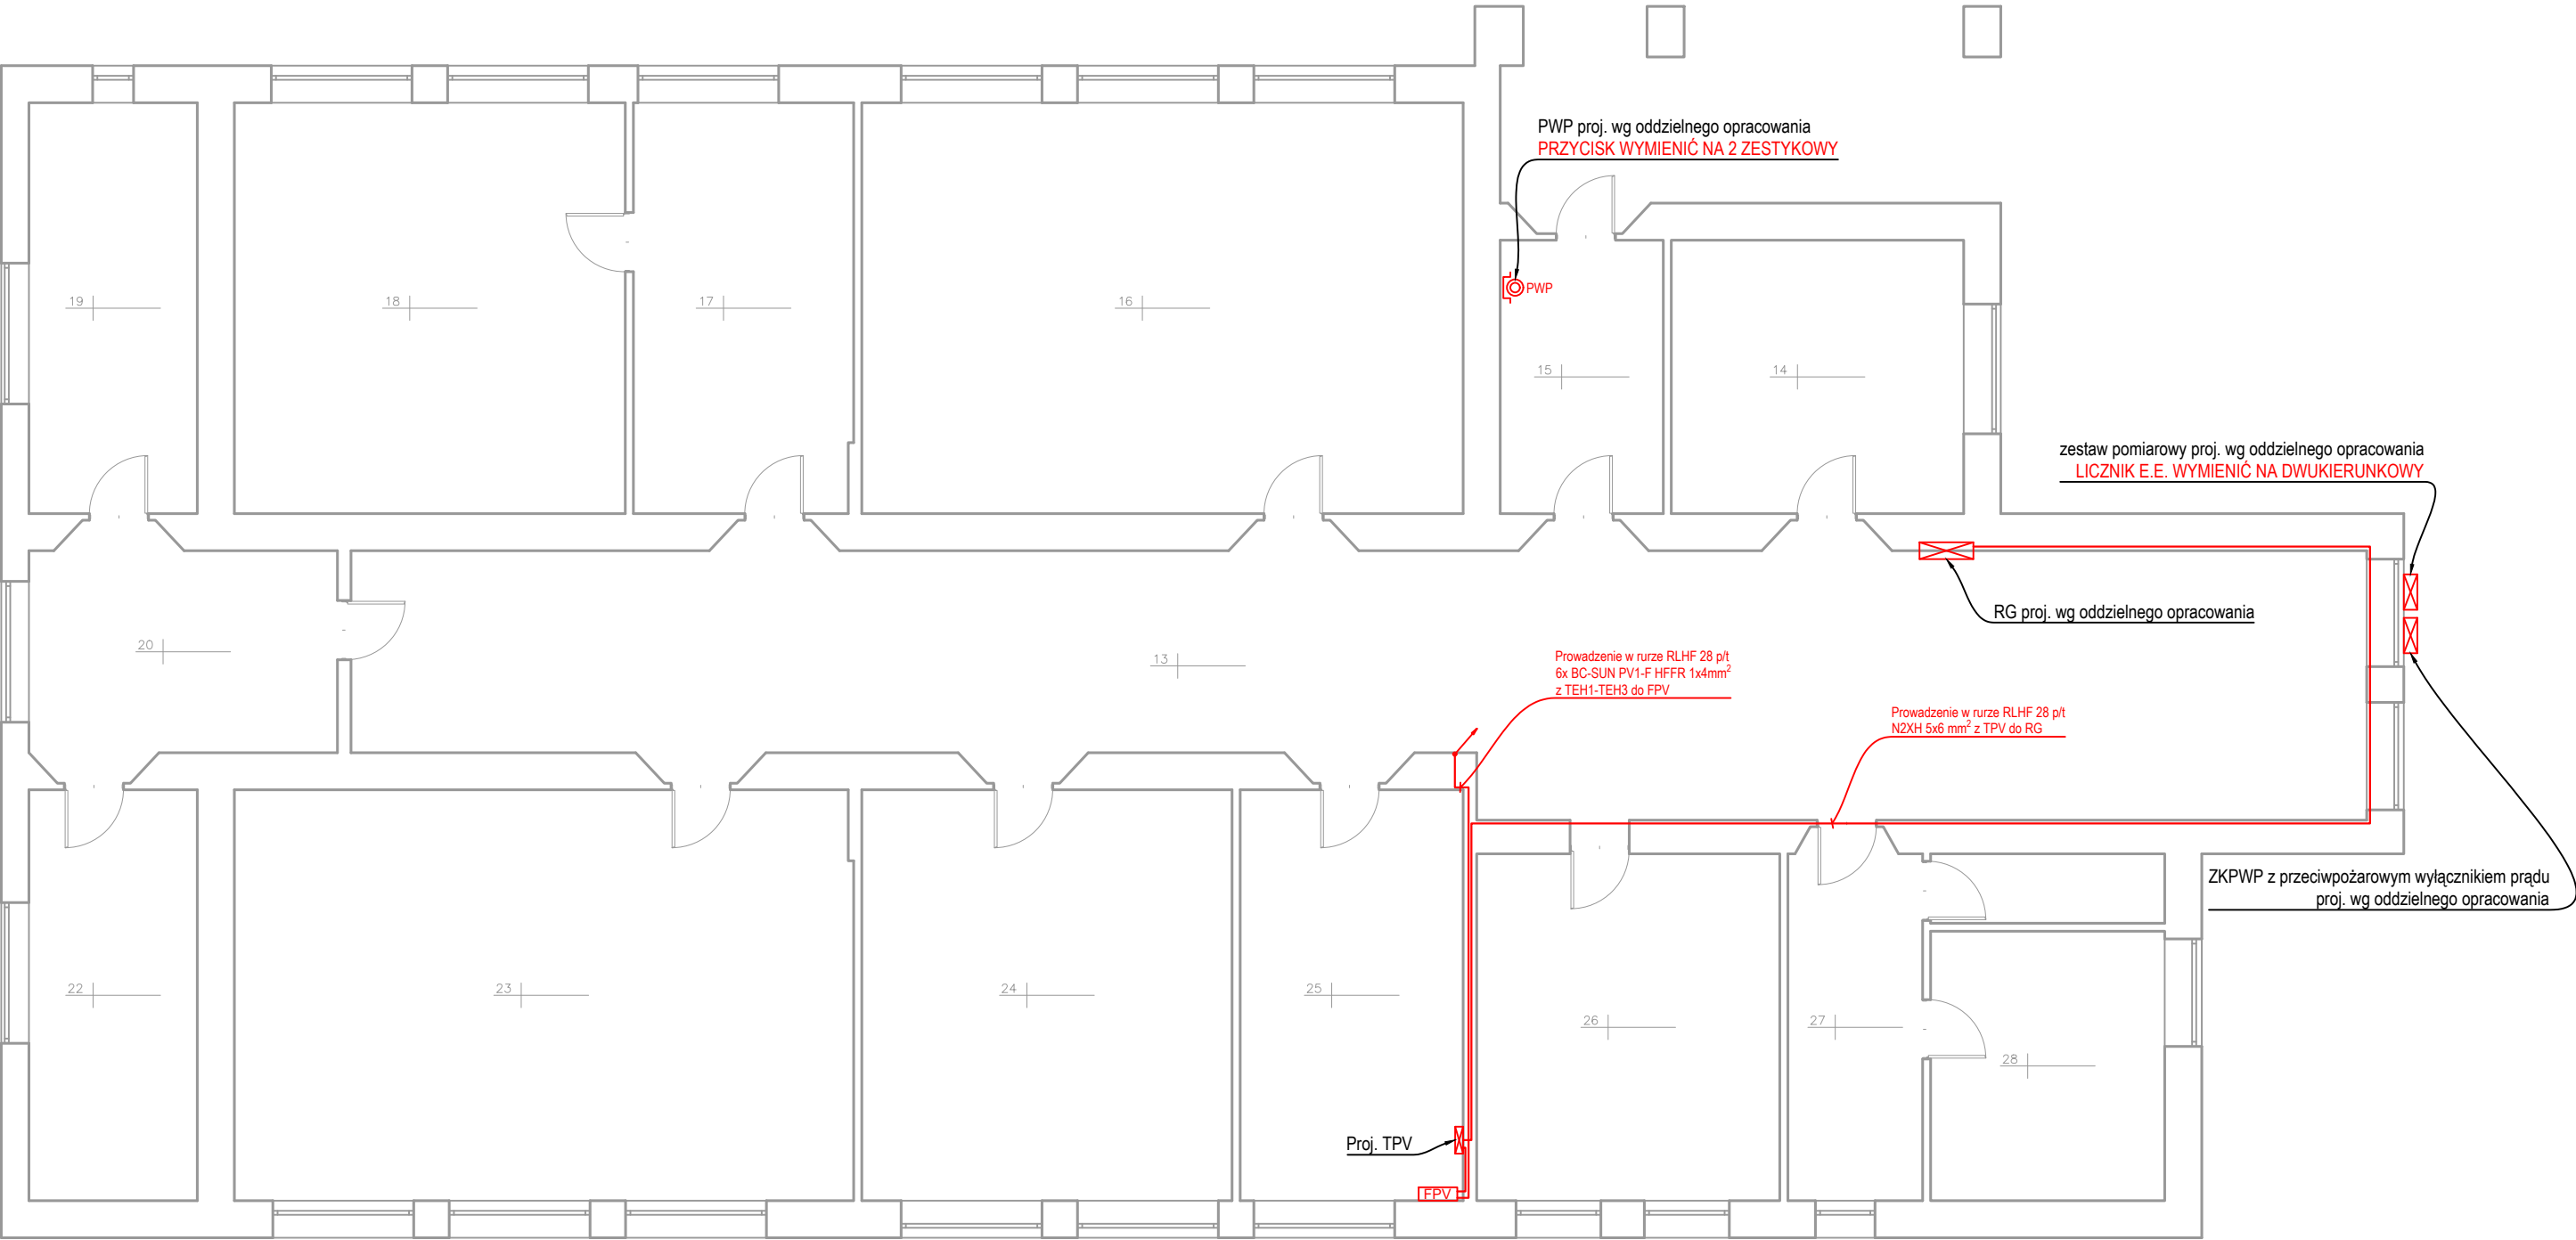 PWP proj. wg oddzielnego opracowania
PRZYCISK WYMIENIĆ NA 2 ZESTYKOWY
PWP
19
18
17
16
15
14
zestaw pomiarowy proj. wg oddzielnego opracowania
LICZNIK E.E. WYMIENIĆ NA DWUKIERUNKOWY
RG proj. wg oddzielnego opracowania
20
13
Prowadzenie w rurze RLHF 28 p/t
6x BC-SUN PV1-F HFFR 1x4mm²
z TEH1-TEH3 do FPV
Prowadzenie w rurze RLHF 28 p/t
N2XH 5x6 mm² z TPV do RG
ZKPWP z przeciwpożarowym wyłącznikiem prądu
proj. wg oddzielnego opracowania
22
23
24
25
26
27
28
Proj. TPV
FPV